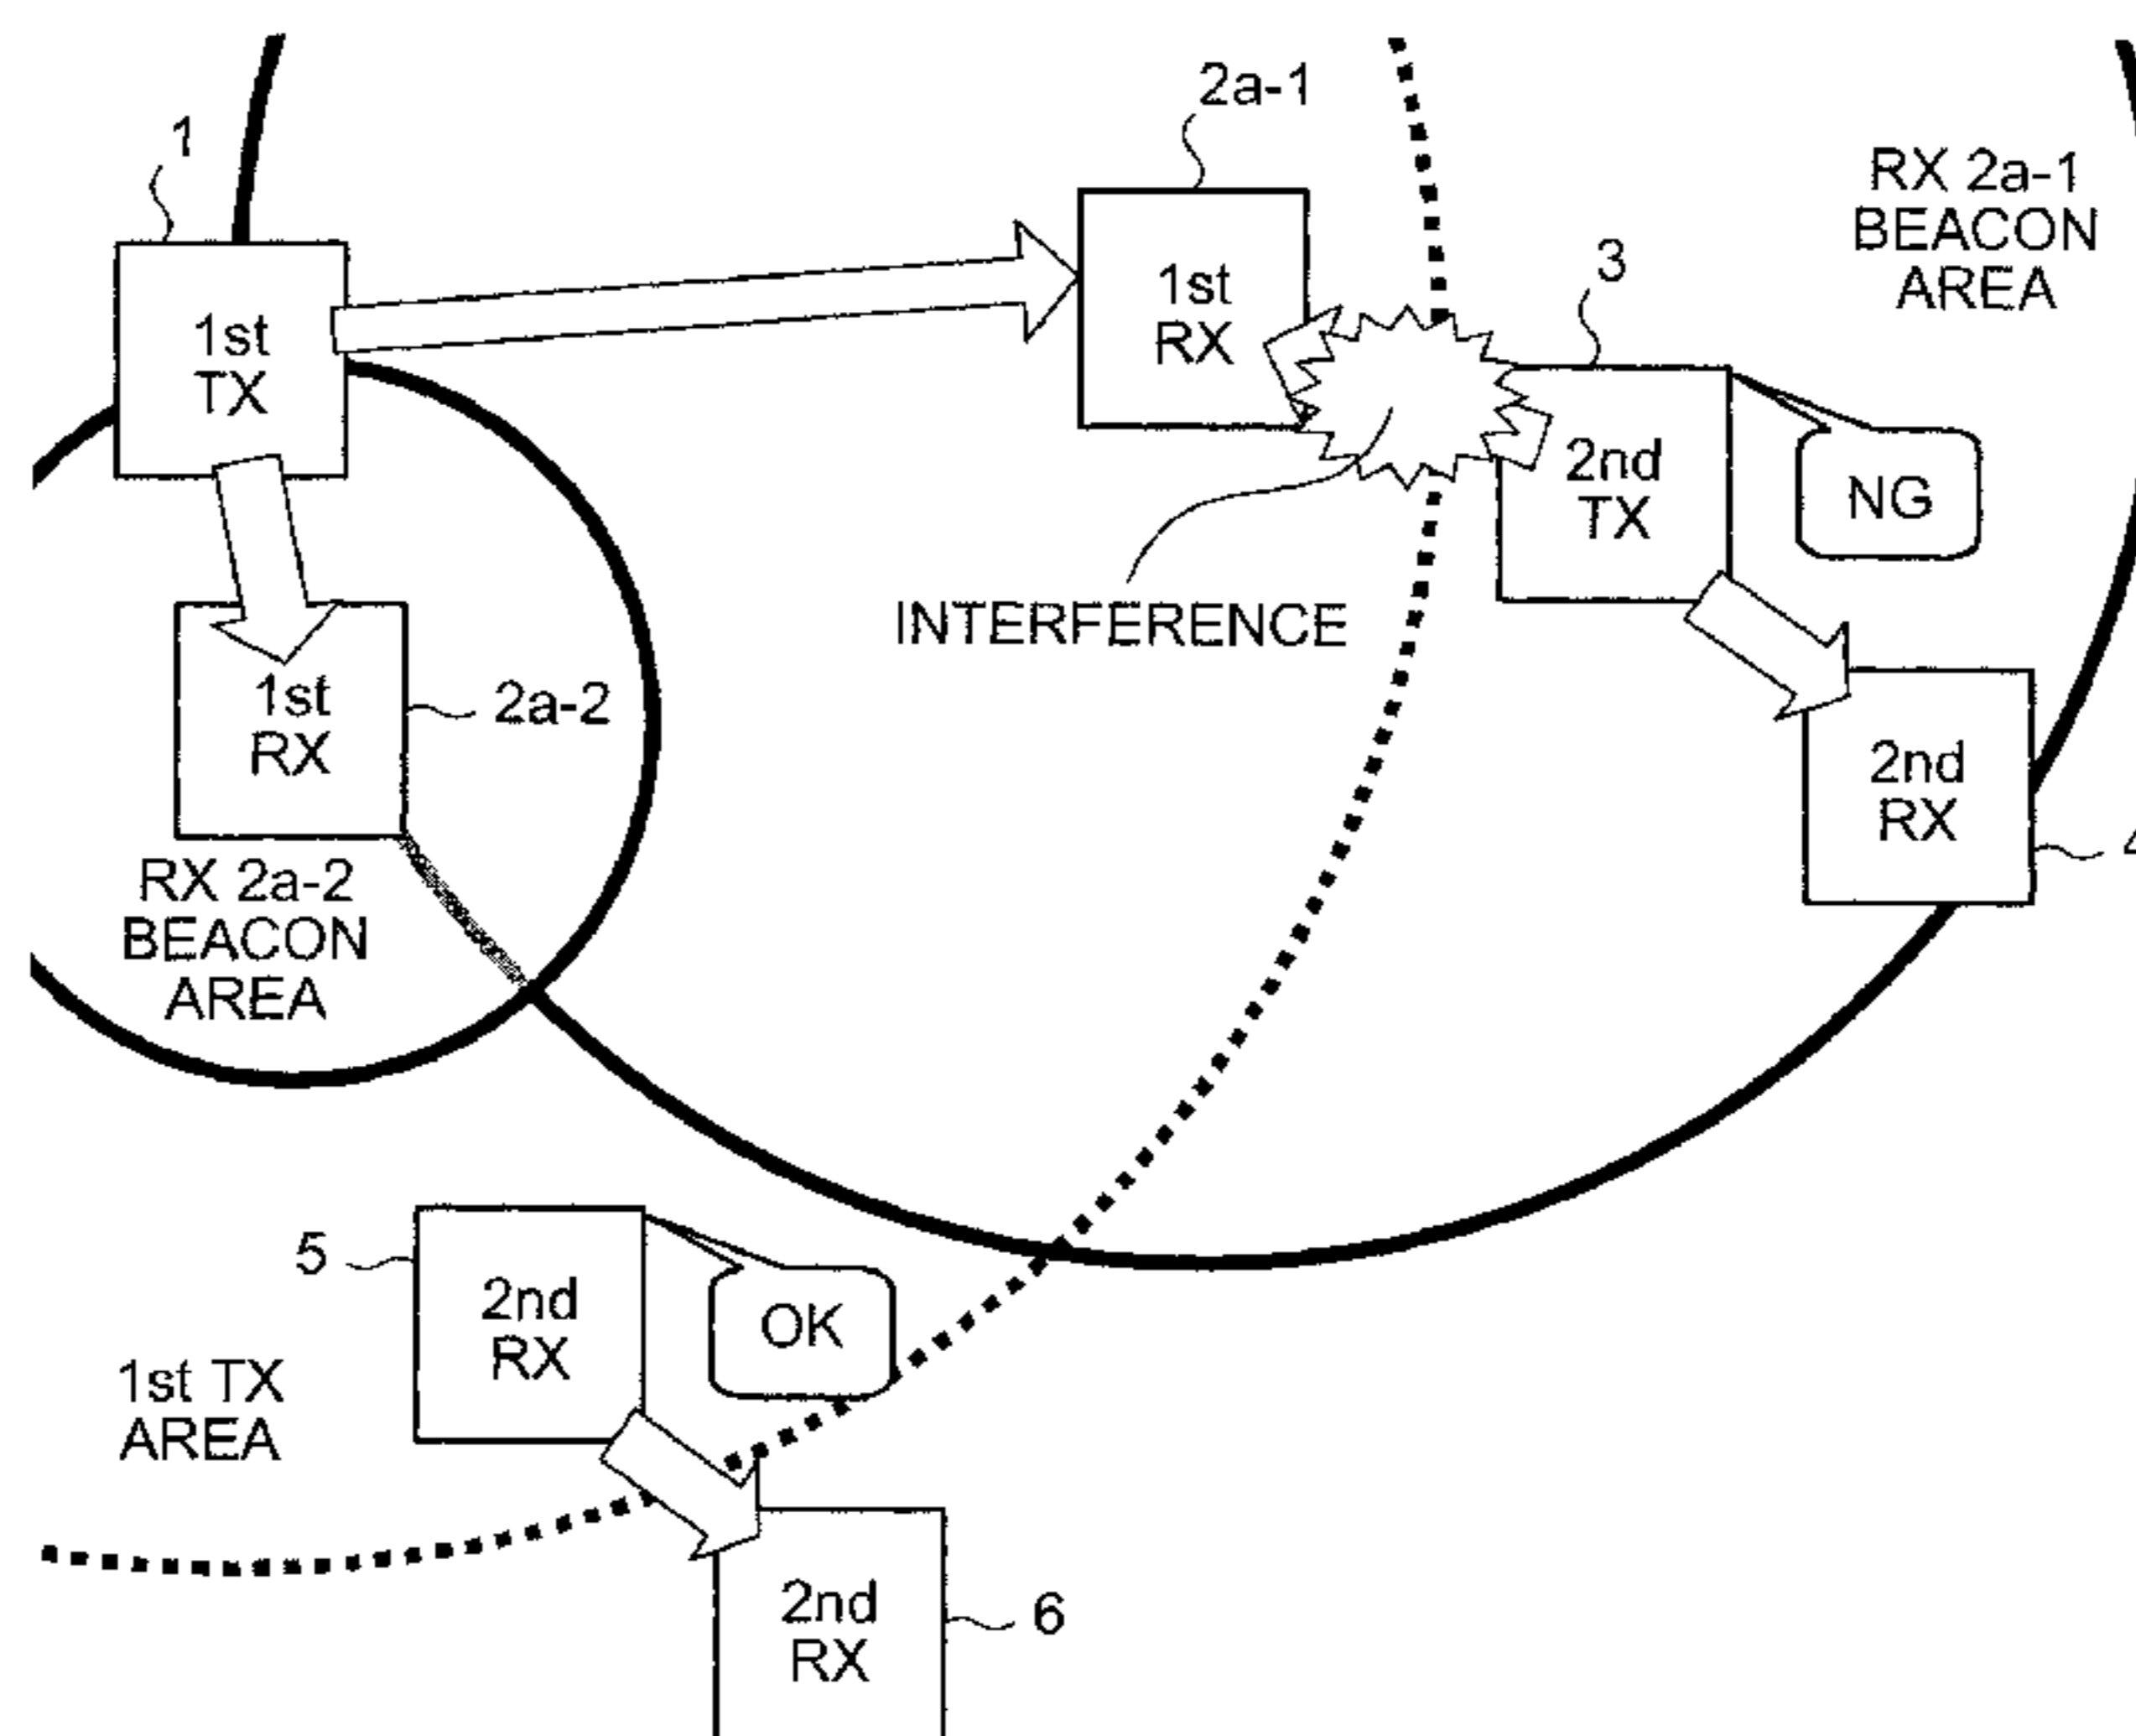 1
1st
TX
2a-1
1st
RX
RX 2a-1
BEACON
AREA
3
2nd
TX
NG
INTERFERENCE
1st
RX
2a-2
RX 2a-2
BEACON
AREA
2nd
RX
5
2nd
RX
OK
1st TX
AREA
2nd
RX
6